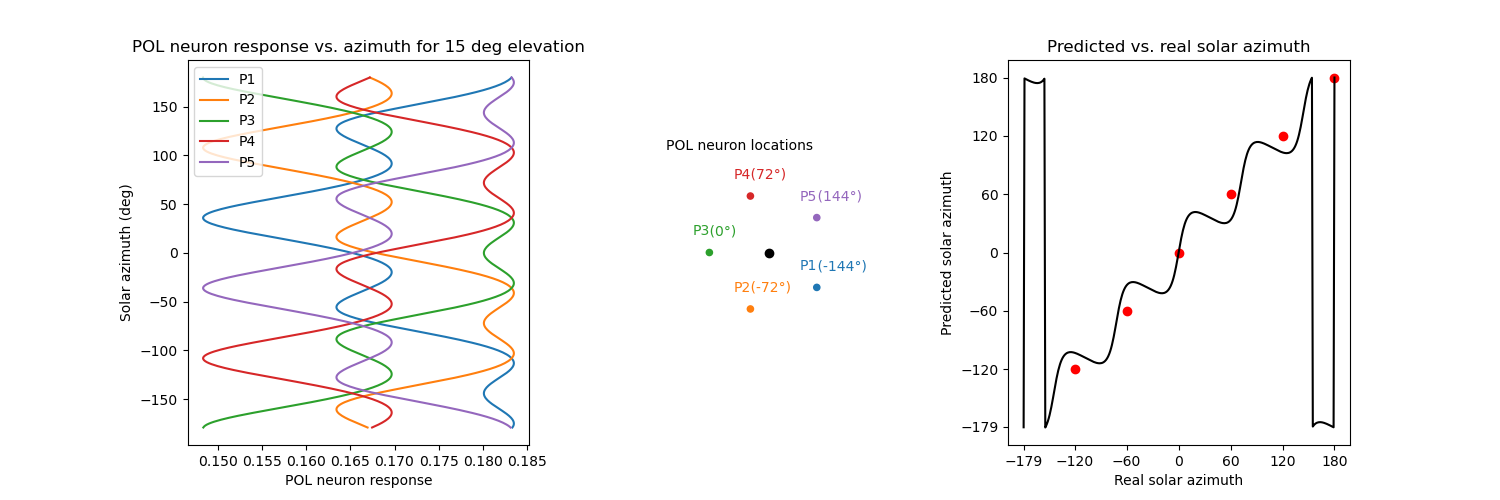 POL neuron response vs. azimuth for 15 deg elevation
P1
P2
P3
P4
P5
150
100
50
0
−50
−100
−150
Solar azimuth (deg)
0.150 0.155 0.160 0.165 0.170 0.175 0.180 0.185
POL neuron response
POL neuron locations
P4(72°)
P5(144°)
P3(0°)
P1(-144°)
P2(-72°)
Predicted vs. real solar azimuth
180
120
60
0
−60
−120
−179
Predicted solar azimuth
−179 −120 −60 0 60 120 180
Real solar azimuth